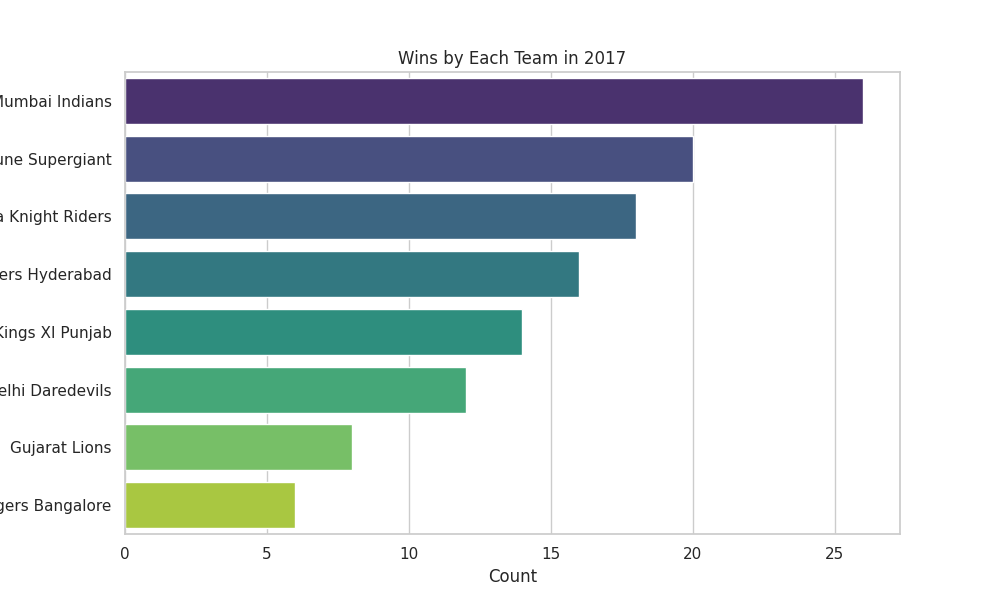 Wins by Each Team in 2017
Mumbai Indians
une Supergiant
a Knight Riders
ers Hyderabad
Kings XI Punjab
elhi Daredevils
Gujarat Lions
gers Bangalore
0 5 10 15 20 25
Count